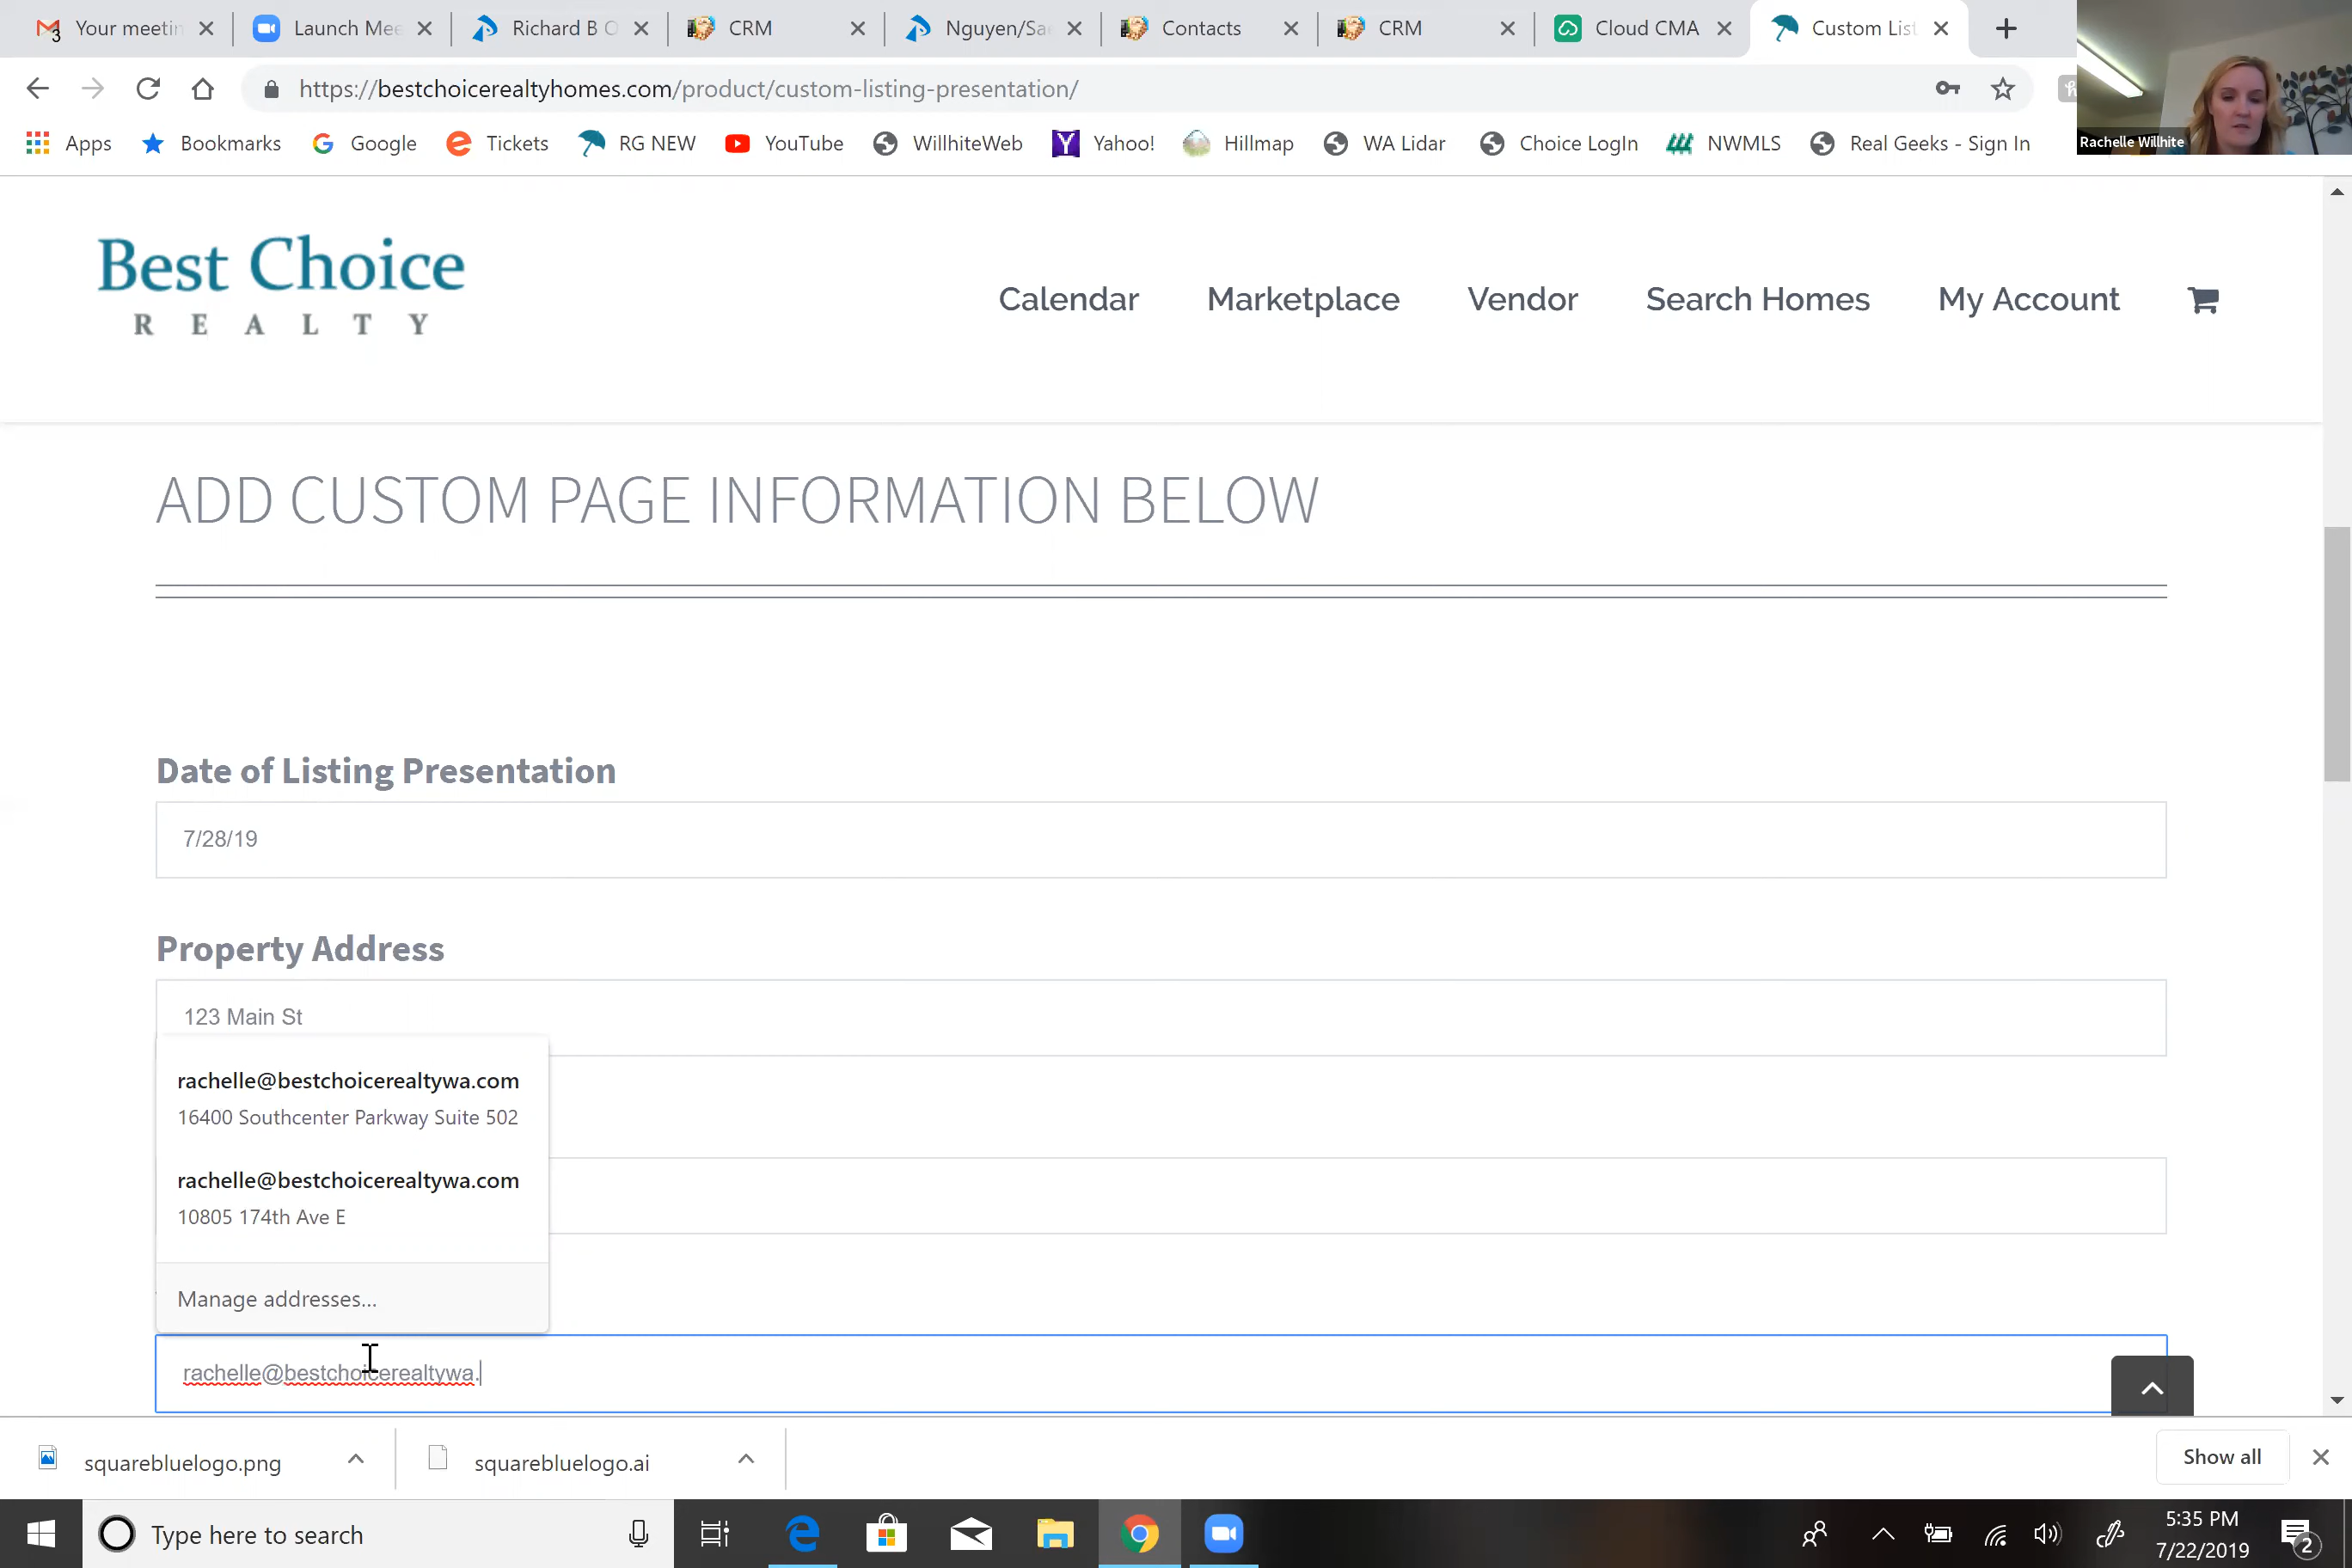 Your meetin
Launch Mee
Richard B O
CRM
Nguyen/Sae
Contacts
CRM
Cloud CMA
Custom List
https://bestchoicerealtyhomes.com/product/custom-listing-presentation/
Apps
Bookmarks
Google
Tickets
RG NEW
YouTube
WillhiteWeb
Yahoo!
Hillmap
WA Lidar
Choice LogIn
NWMLS
Real Geeks - Sign In
Rachelle Willhite
Best Choice
REALTY
Calendar
Marketplace
Vendor
Search Homes
My Account
ADD CUSTOM PAGE INFORMATION BELOW
Date of Listing Presentation
7/28/19
Property Address
123 Main St
rachelle@bestchoicerealtywa.com
16400 Southcenter Parkway Suite 502
rachelle@bestchoicerealtywa.com
10805 174th Ave E
Manage addresses...
rachelle@bestchoicerealtywa.
squarebluelogo.png
squarebluelogo.ai
Show all
Type here to search
5:35 PM
7/22/2019
2